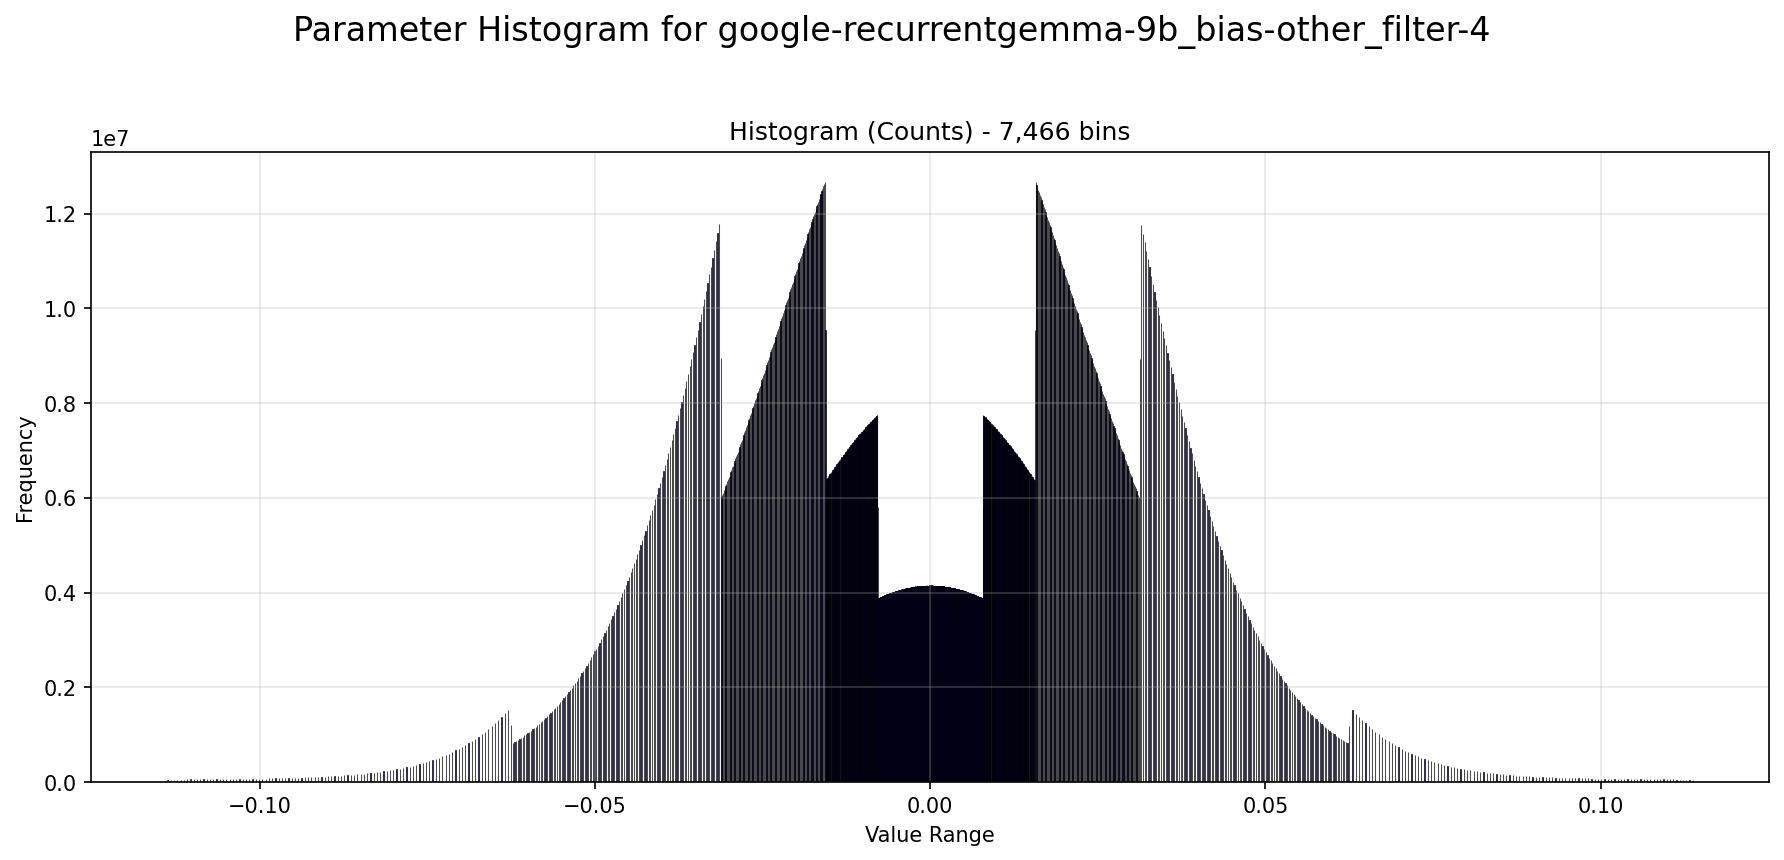 Parameter Histogram for google-recurrentgemma-9b_bias-other_filter-4
Histogram (Counts) - 7,466 bins
1e7
1.2
1.0
0.8
0.6
0.4
0.2
0.0
Frequency
−0.10
−0.05
0.00
0.05
0.10
Value Range